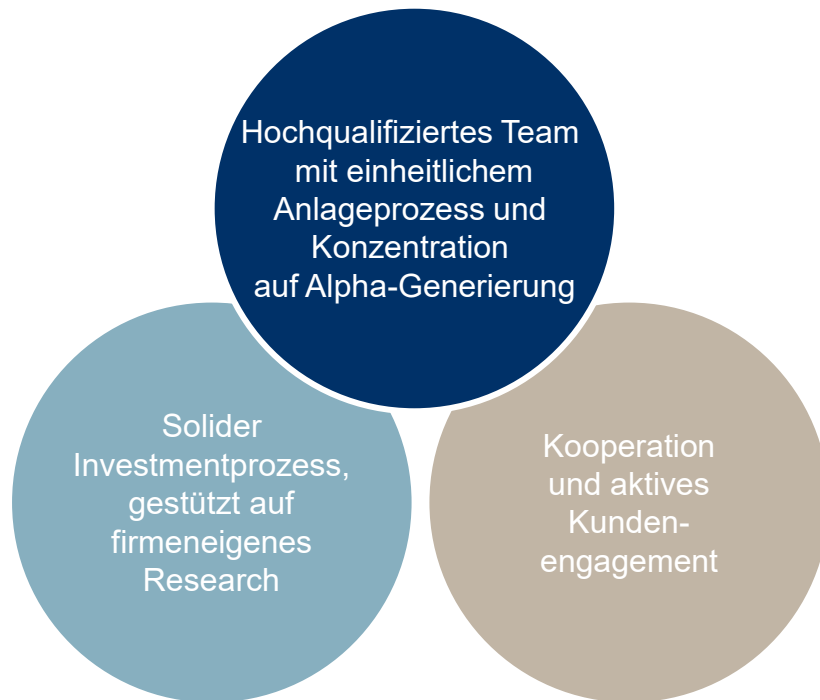 Hochqualifiziertes Team
mit einheitlichem
Anlageprozess und
Konzentration
auf Alpha-Generierung
Solider
Investmentprozess,
gestützt auf
firmeneigenes
Research
Kooperation
und aktives
Kunden-
engagement